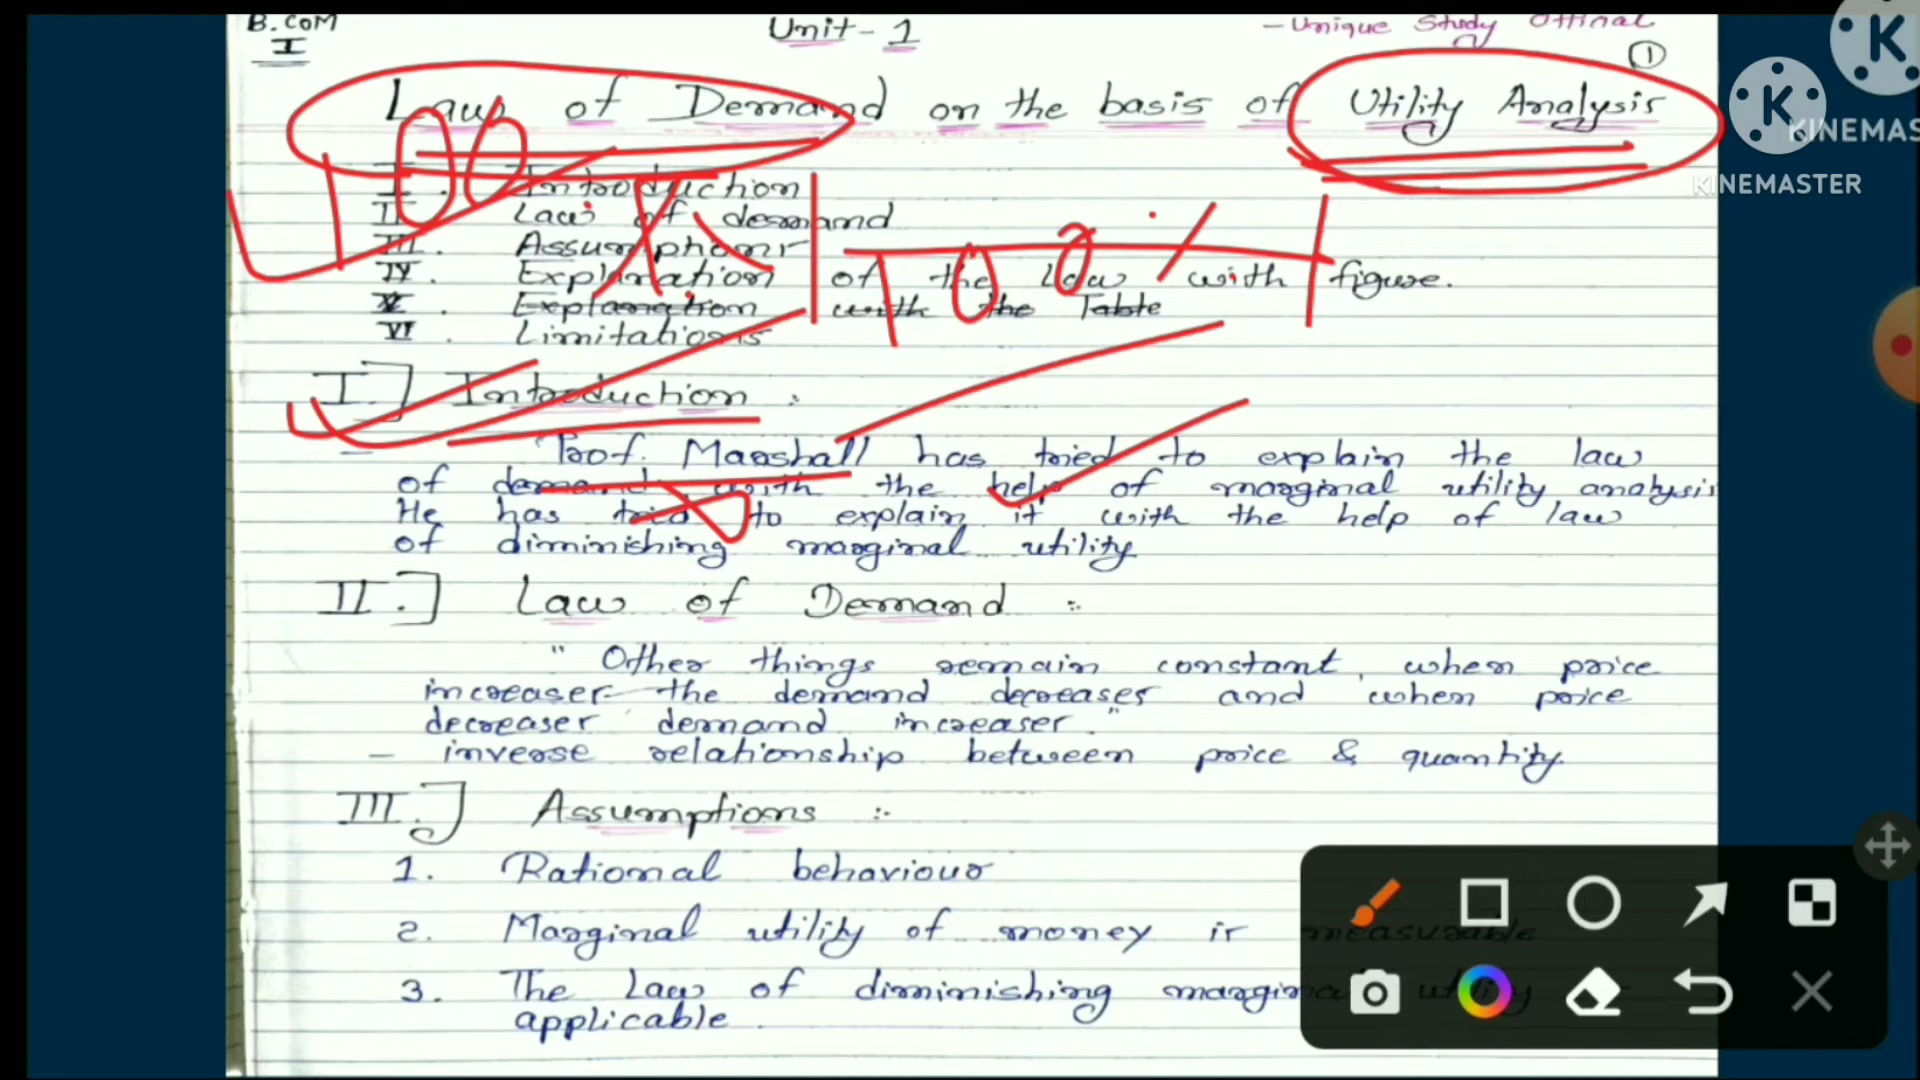 B.COM
I
Unit-1
- Unique Study Official
1
Law of Demand on the basis of Utility Analysis
I. Introduction
II. Law of demand
III. Assumptions
IV. Explanation of the Law with figure.
V. Explanation with the Table
VI. Limitations
I.] Introduction :
Prof. Marshall has tried to explain the law
of demand with the help of marginal utility analysis
He has tried to explain it with the help of law
of diminishing marginal utility
II.] Law of Demand :-
" Other things remain constant, when price
increases the demand decreases and when price
decreases demand increases."
- inverse relationship between price & quantity.
III.] Assumptions :-
1. Rational behaviour
2. Marginal utility of money is measurable
3. The Law of diminishing marginal utility
applicable.
100%
KINEMAS
KINEMASTER